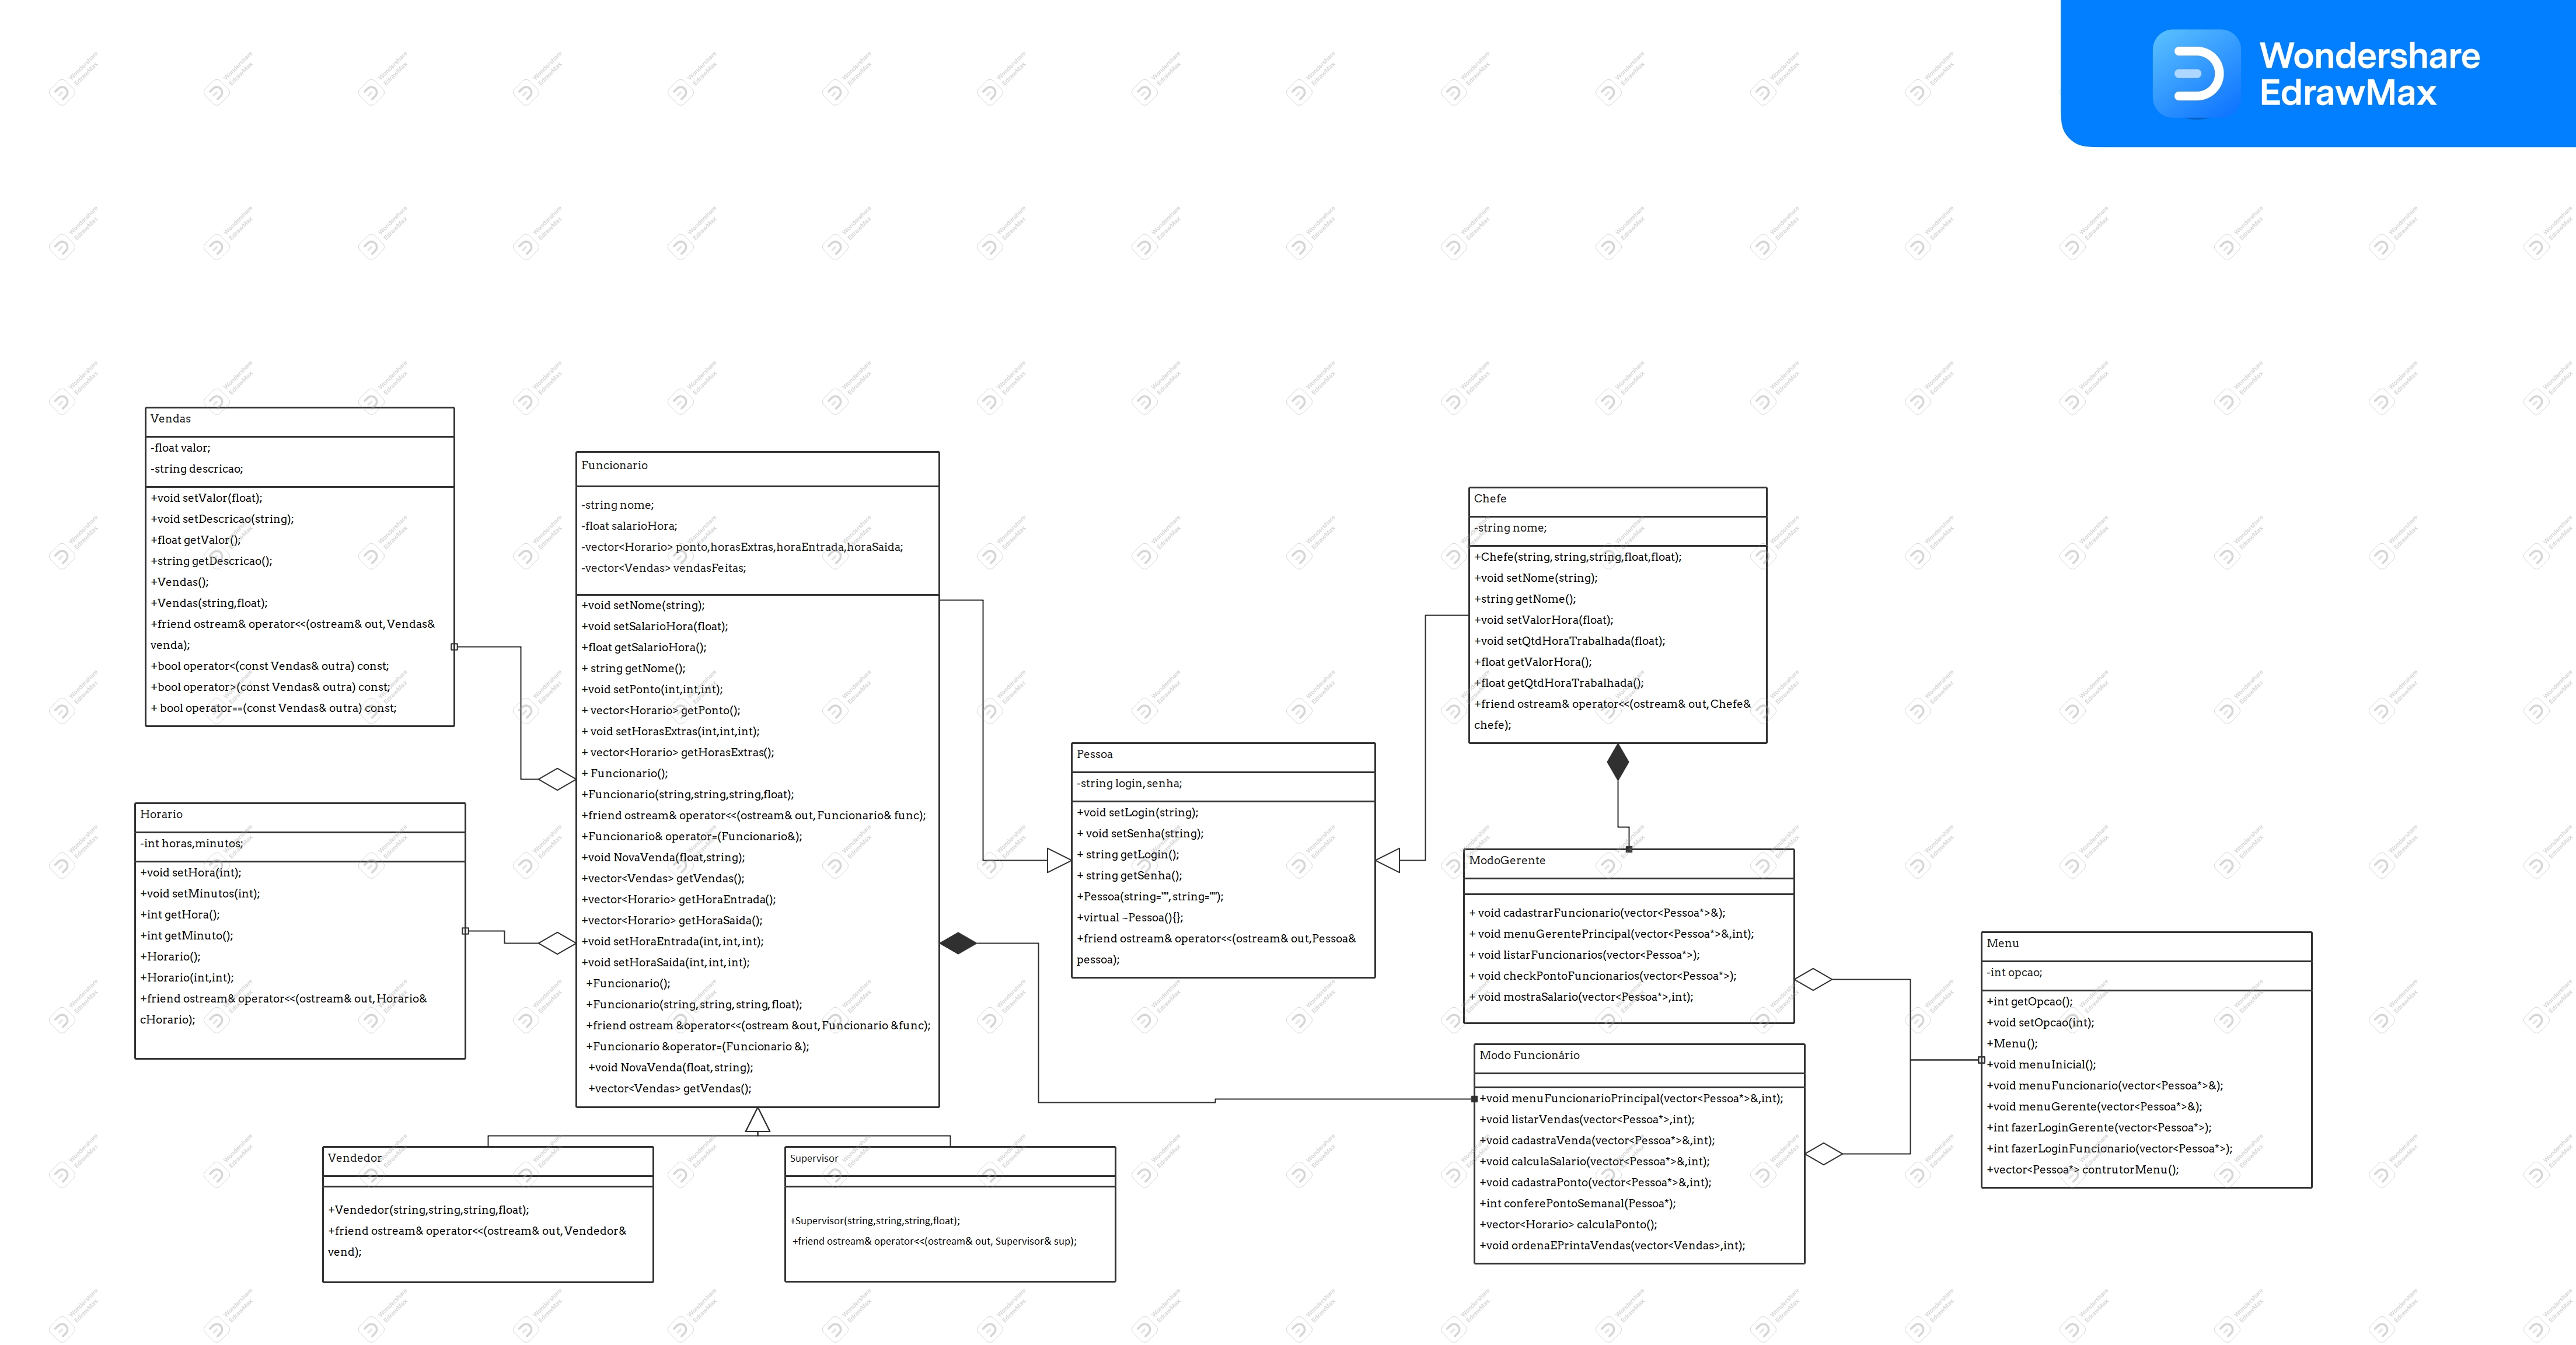 Wondershare
EdrawMax
Vendas
-float valor;
-string descricao;
+void setValor(float);
+void setDescricao(string);
+float getValor();
+string getDescricao();
+Vendas();
+Vendas(string,float);
+friend ostream& operator<<(ostream& out, Vendas&
venda);
+bool operator<(const Vendas& outra) const;
+bool operator>(const Vendas& outra) const;
+ bool operator==(const Vendas& outra) const;
Horario
-int horas,minutos;
+void setHora(int);
+void setMinutos(int);
+int getHora();
+int getMinuto();
+Horario();
+Horario(int,int);
+friend ostream& operator<<(ostream& out, Horario&
cHorario);
Funcionario
-string nome;
-float salarioHora;
-vector<Horario> ponto,horasExtras,horaEntrada,horaSaida;
-vector<Vendas> vendasFeitas;
+void setNome(string);
+void setSalarioHora(float);
+float getSalarioHora();
+ string getNome();
+void setPonto(int,int,int);
+ vector<Horario> getPonto();
+ void setHorasExtras(int,int,int);
+ vector<Horario> getHorasExtras();
+ Funcionario();
+Funcionario(string,string,string,float);
+friend ostream& operator<<(ostream& out, Funcionario& func);
+Funcionario& operator=(Funcionario&);
+void NovaVenda(float,string);
+vector<Vendas> getVendas();
+vector<Horario> getHoraEntrada();
+vector<Horario> getHoraSaida();
+void setHoraEntrada(int, int, int);
+void setHoraSaida(int, int, int);
+Funcionario();
+Funcionario(string, string, string, float);
+friend ostream &operator<<(ostream &out, Funcionario &func);
+Funcionario &operator=(Funcionario &);
+void NovaVenda(float, string);
+vector<Vendas> getVendas();
Vendedor
+Vendedor(string,string,string,float);
+friend ostream& operator<<(ostream& out, Vendedor&
vend);
Supervisor
+Supervisor(string,string,string,float);
+friend ostream& operator<<(ostream& out, Supervisor& sup);
Pessoa
-string login, senha;
+void setLogin(string);
+ void setSenha(string);
+ string getLogin();
+ string getSenha();
+Pessoa(string="", string="");
+virtual ~Pessoa(){};
+friend ostream& operator<<(ostream& out,Pessoa&
pessoa);
Chefe
-string nome;
+Chefe(string, string,string,float,float);
+void setNome(string);
+string getNome();
+void setValorHora(float);
+void setQtdHoraTrabalhada(float);
+float getValorHora();
+float getQtdHoraTrabalhada();
+friend ostream& operator<<(ostream& out, Chefe&
chefe);
ModoGerente
+ void cadastrarFuncionario(vector<Pessoa*>&);
+ void menuGerentePrincipal(vector<Pessoa*>&,int);
+ void listarFuncionarios(vector<Pessoa*>);
+ void checkPontoFuncionarios(vector<Pessoa*>);
+ void mostraSalario(vector<Pessoa*>,int);
Modo Funcionário
+void menuFuncionarioPrincipal(vector<Pessoa*>&,int);
+void listarVendas(vector<Pessoa*>,int);
+void cadastraVenda(vector<Pessoa*>&,int);
+void calculaSalario(vector<Pessoa*>&,int);
+void cadastraPonto(vector<Pessoa*>&,int);
+int conferePontoSemanal(Pessoa*);
+vector<Horario> calculaPonto();
+void ordenaEPrintaVendas(vector<Vendas>,int);
Menu
-int opcao;
+int getOpcao();
+void setOpcao(int);
+Menu();
+void menuInicial();
+void menuFuncionario(vector<Pessoa*>&);
+void menuGerente(vector<Pessoa*>&);
+int fazerLoginGerente(vector<Pessoa*>);
+int fazerLoginFuncionario(vector<Pessoa*>);
+vector<Pessoa*> contrutorMenu();